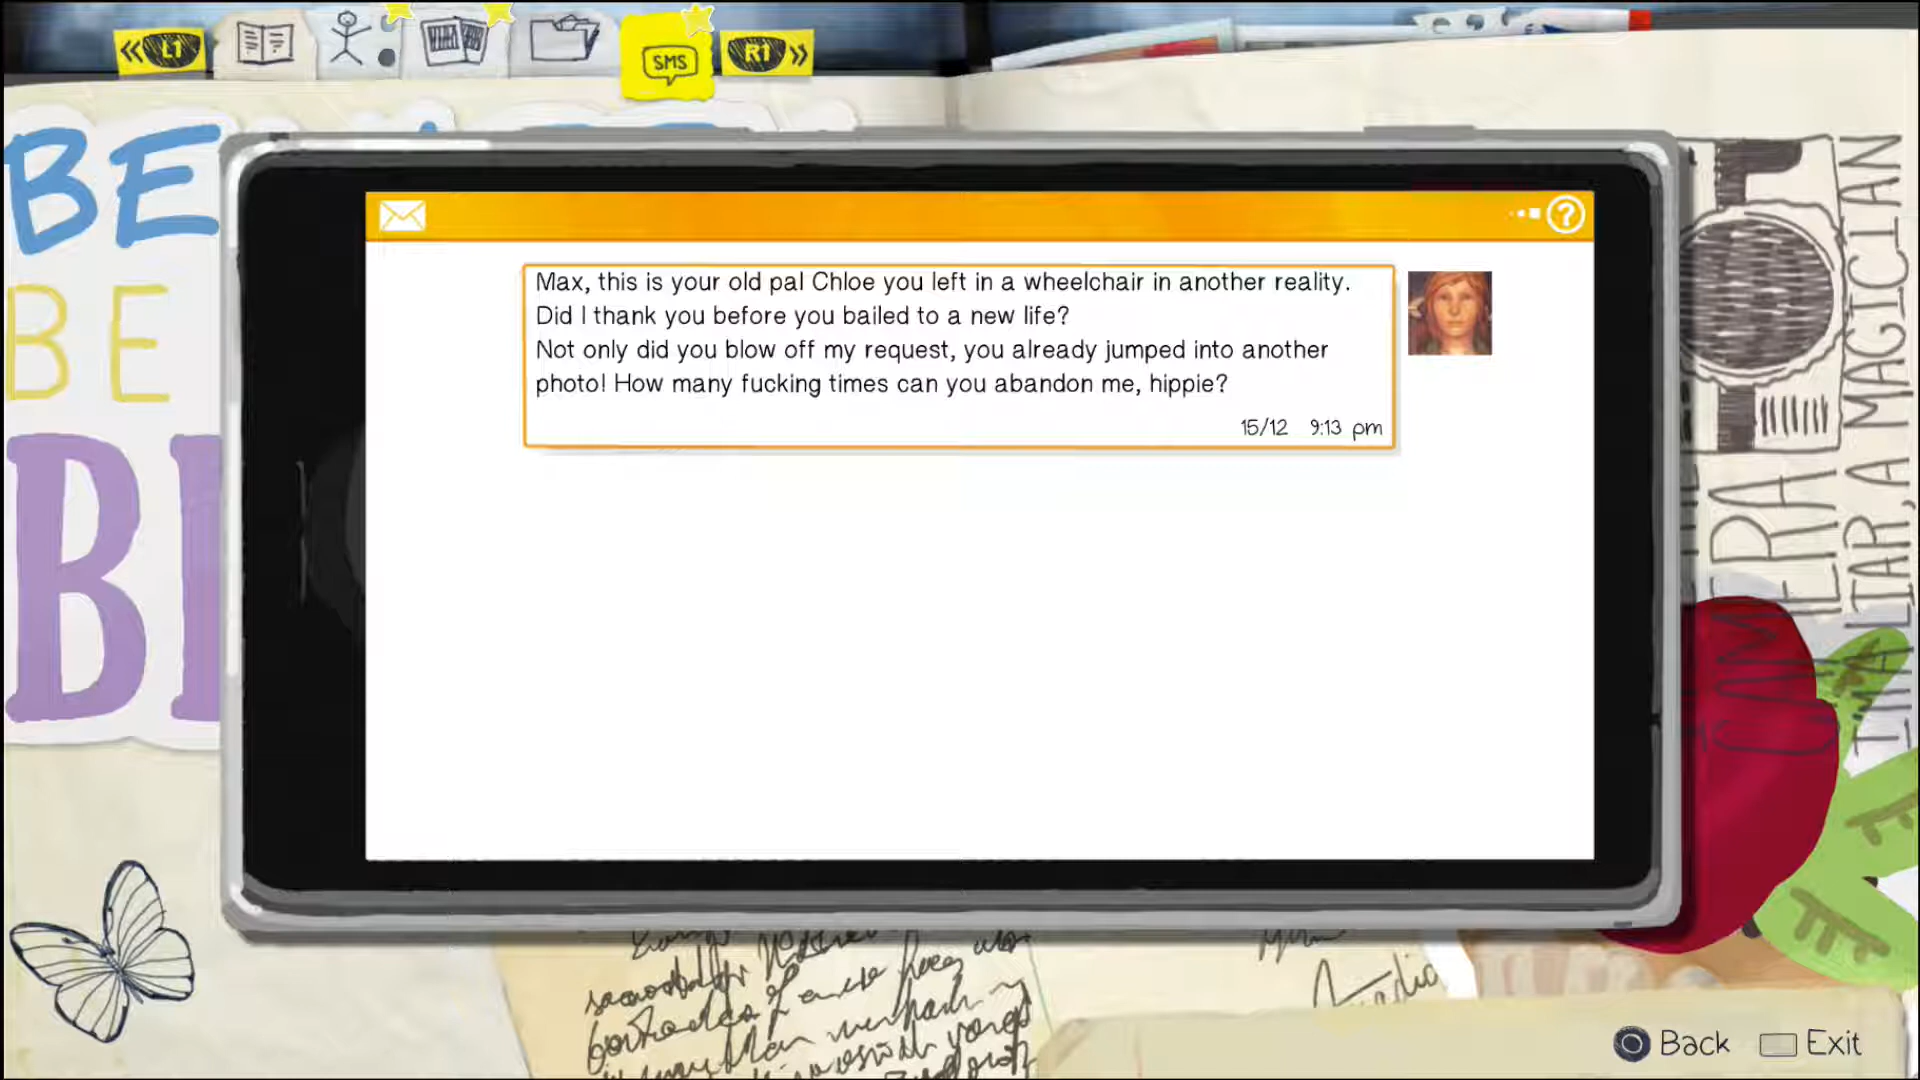 L1
SMS
R1
BE
BE
Max, this is your old pal Chloe you left in a wheelchair in another reality.
Did I thank you before you bailed to a new life?
Not only did you blow off my request, you already jumped into another
photo! How many fucking times can you abandon me, hippie?
15/12 9:13 pm
?
LIAR, A MAGICIAN
Back
Exit